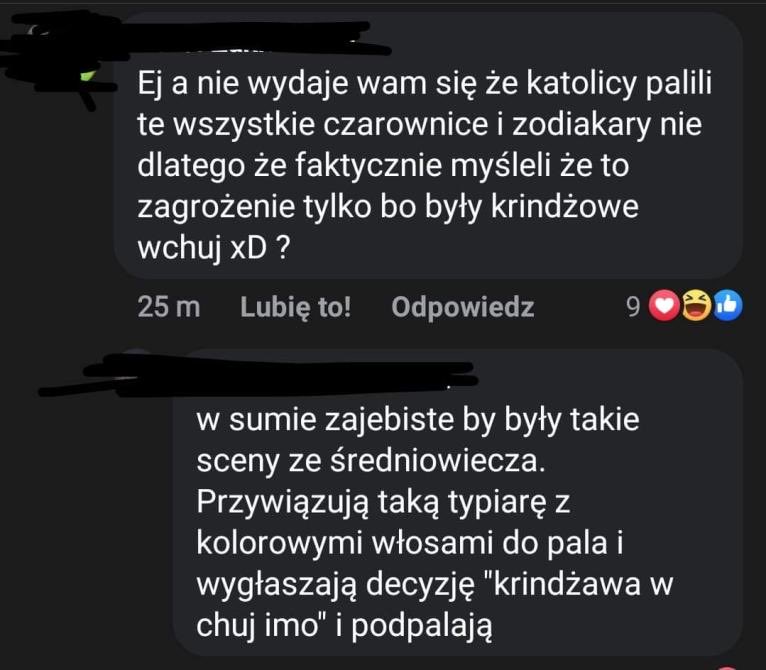 Ej a nie wydaje wam się że katolicy palili
te wszystkie czarownice i zodiakary nie
dlatego że faktycznie myśleli że to
zagrożenie tylko bo były krindżowe
wchuj xD ?
25 m Lubię to! Odpowiedz 9
w sumie zajebiste by były takie
sceny ze średniowiecza.
Przywiązują taką typiarę z
kolorowymi włosami do pala i
wygłaszają decyzję "krindżawa w
chuj imo" i podpalają